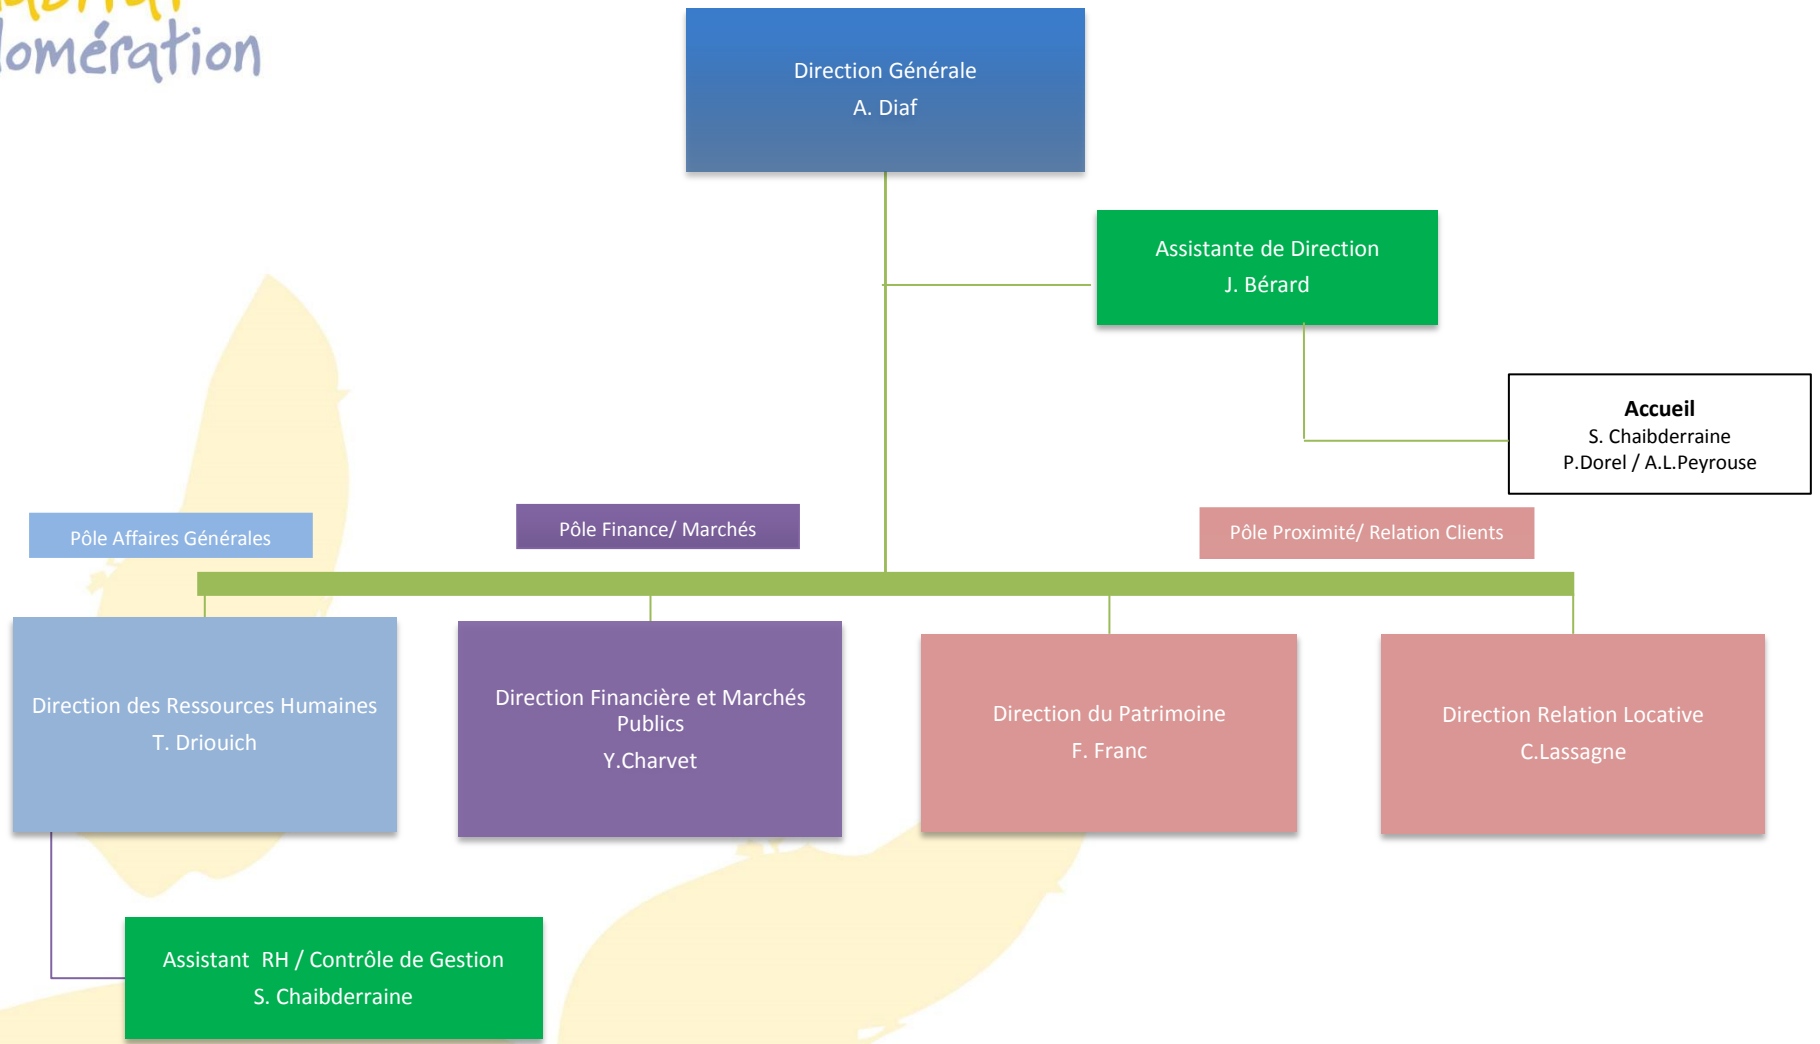 lomération
Direction Générale
A. Diaf
Assistante de Direction
J. Bérard
Accueil
S. Chaibderraine
P.Dorel / A.L.Peyrouse
Pôle Affaires Générales
Pôle Finance/ Marchés
Pôle Proximité/ Relation Clients
Direction des Ressources Humaines
T. Driouich
Direction Financière et Marchés
Publics
Y.Charvet
Direction du Patrimoine
F. Franc
Direction Relation Locative
C.Lassagne
Assistant  RH / Contrôle de Gestion
S. Chaibderraine